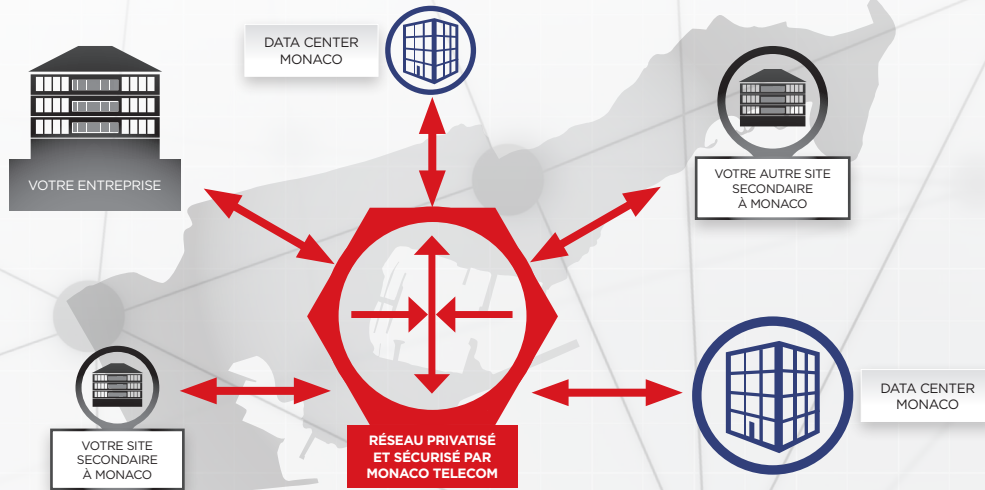 DATA CENTER
MONACO
VOTRE ENTREPRISE
VOTRE AUTRE SITE
SECONDAIRE
À MONACO
DATA CENTER
MONACO
VOTRE SITE
SECONDAIRE
À MONACO
RÉSEAU PRIVATISÉ
ET SÉCURISÉ PAR
MONACO TELECOM